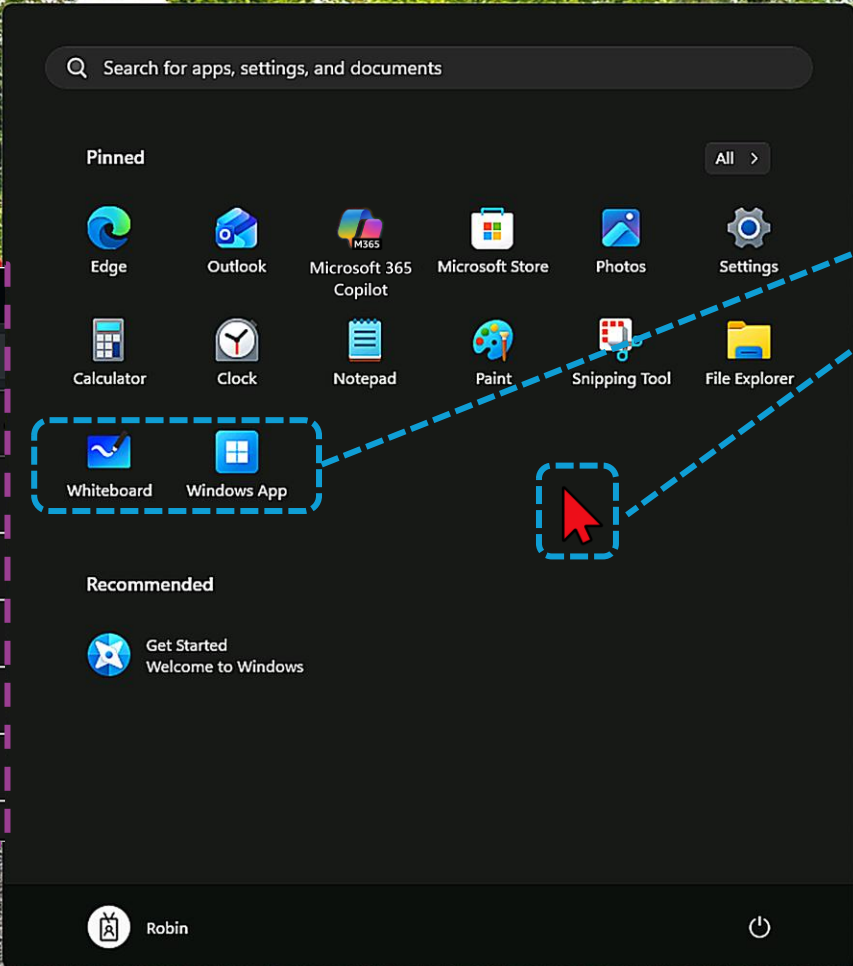 Search for apps, settings, and documents
Pinned
All
Edge
Outlook
Microsoft 365
Copilot
Microsoft Store
Photos
Settings
Calculator
Clock
Notepad
Paint
Snipping Tool
File Explorer
Whiteboard
Windows App
Recommended
Get Started
Welcome to Windows
Robin
M365